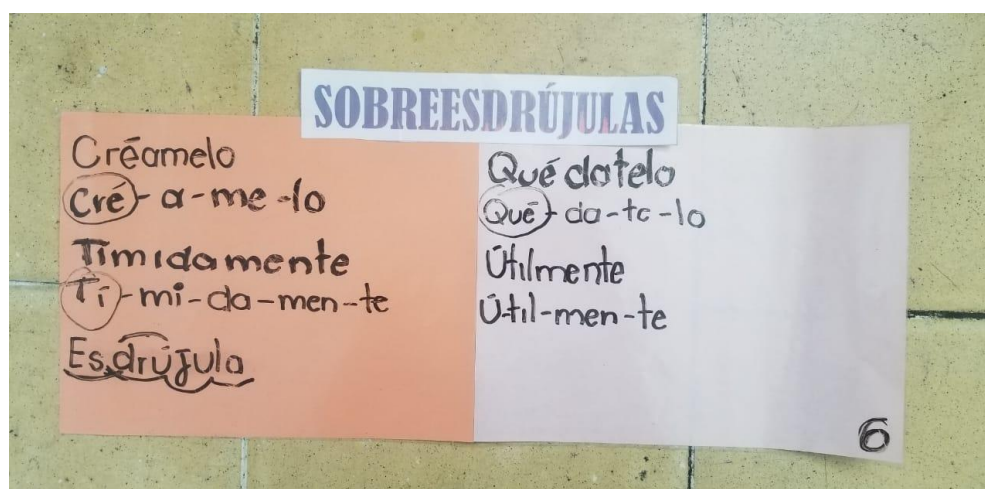 SOBREESDRÚJULAS
Créamelo
Cré-a-me-lo
Tímidamente
Tí-mi-da-men-te
Esdrújula
Quédatelo
Qué-da-te-lo
Útilmente
Ú-til-men-te
6